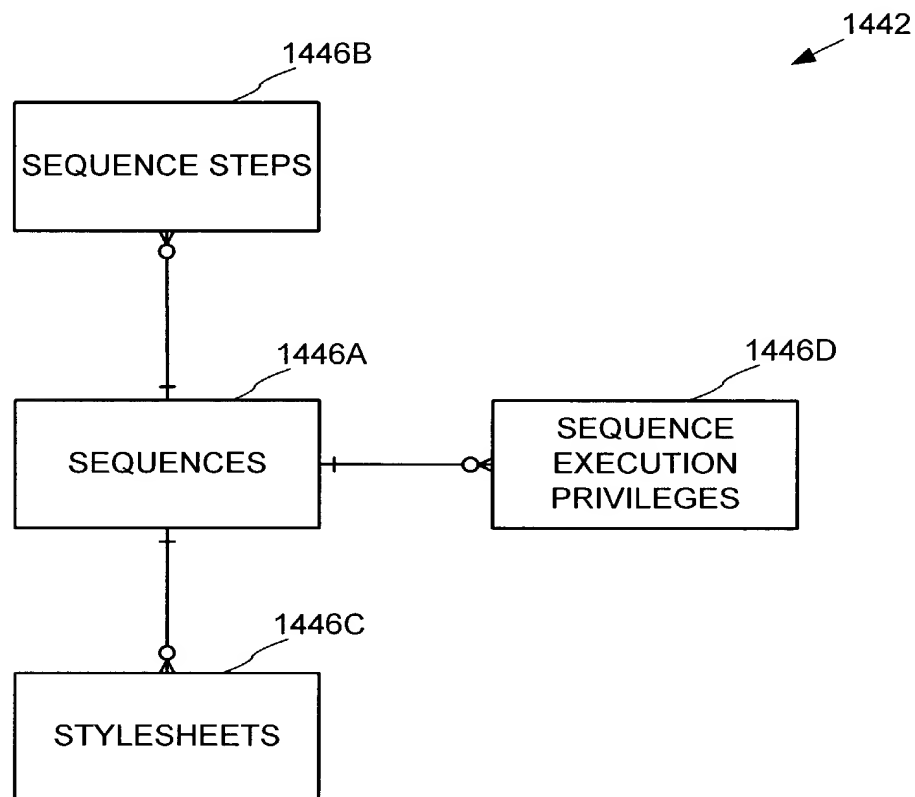 1442
1446B
SEQUENCE STEPS
1446A
SEQUENCES
1446D
SEQUENCE
EXECUTION
PRIVILEGES
1446C
STYLESHEETS